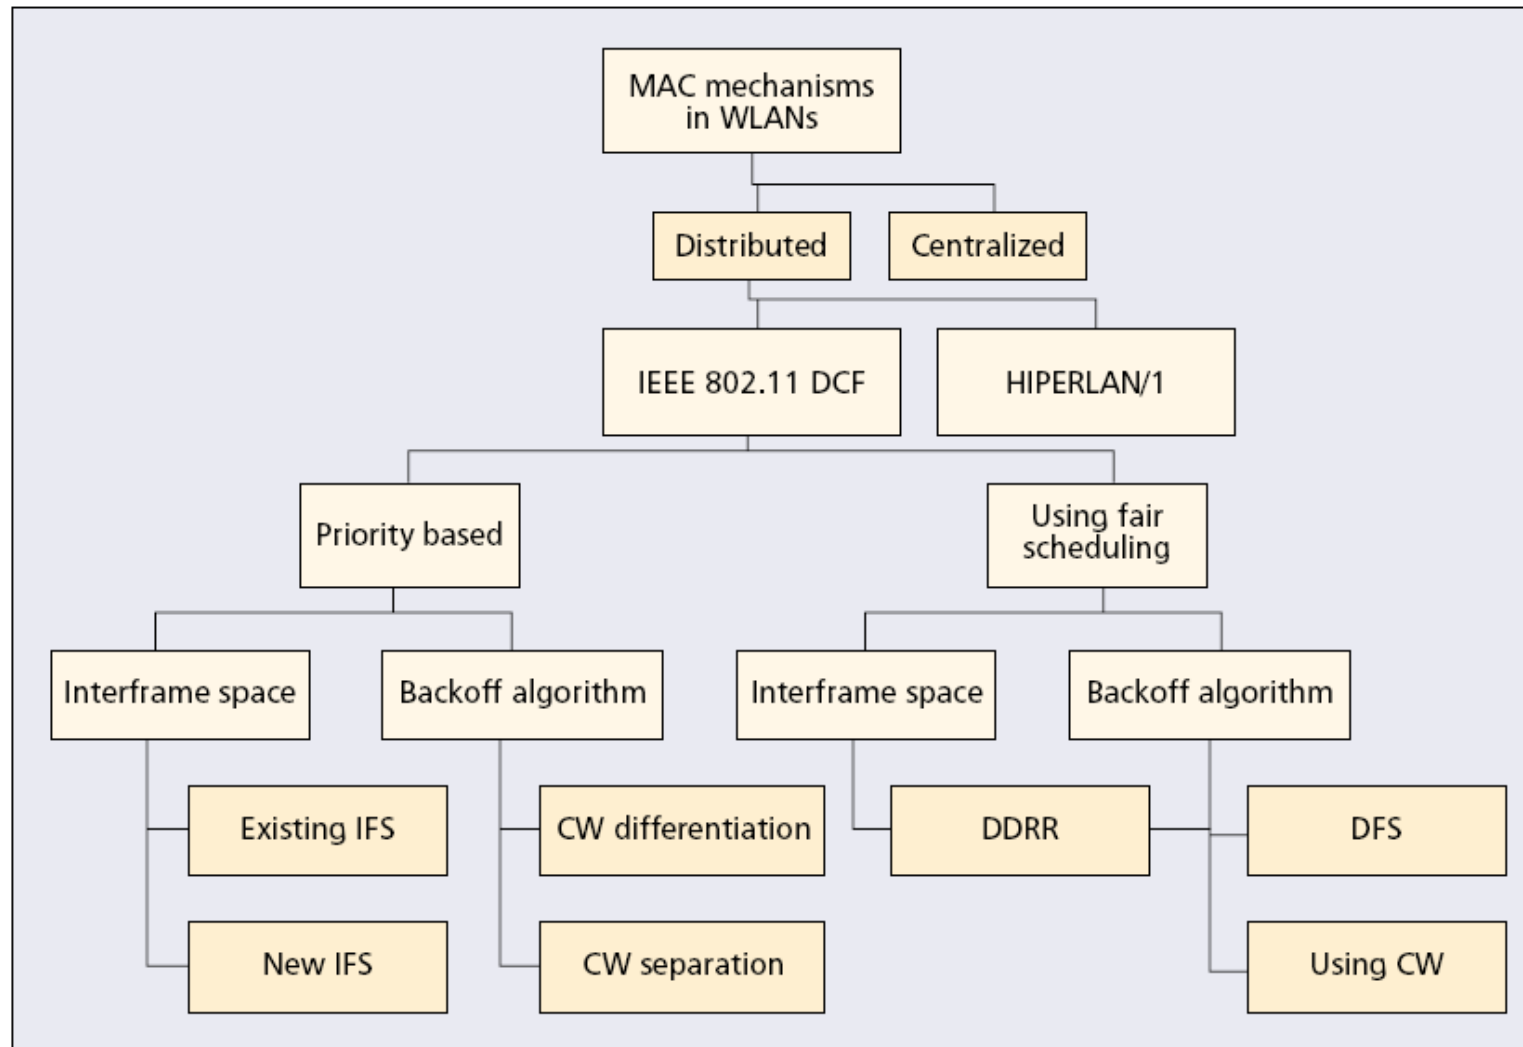 MAC mechanisms
in WLANs
Distributed
Centralized
IEEE 802.11 DCF
HIPERLAN/1
Priority based
Using fair
scheduling
Interframe space
Backoff algorithm
Interframe space
Backoff algorithm
Existing IFS
CW differentiation
DDRR
DFS
New IFS
CW separation
Using CW